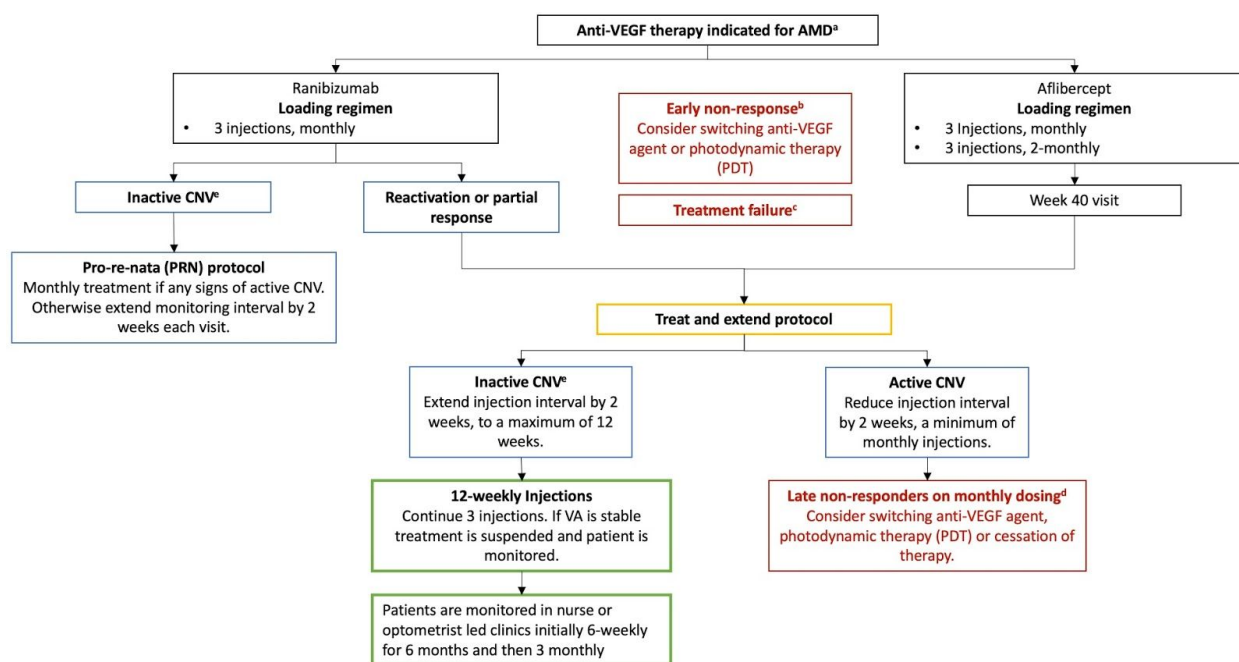 Anti-VEGF therapy indicated for AMDᵃ
Ranibizumab
Loading regimen
• 3 injections, monthly
Early non-responseᵇ
Consider switching anti-VEGF
agent or photodynamic therapy
(PDT)
Treatment failureᶜ
Aflibercept
Loading regimen
• 3 Injections, monthly
• 3 injections, 2-monthly
Inactive CNVᵉ
Reactivation or partial
response
Week 40 visit
Pro-re-nata (PRN) protocol
Monthly treatment if any signs of active CNV.
Otherwise extend monitoring interval by 2
weeks each visit.
Treat and extend protocol
Inactive CNVᵉ
Extend injection interval by 2
weeks, to a maximum of 12
weeks.
Active CNV
Reduce injection interval
by 2 weeks, a minimum of
monthly injections.
12-weekly Injections
Continue 3 injections. If VA is stable
treatment is suspended and patient is
monitored.
Late non-responders on monthly dosingᵈ
Consider switching anti-VEGF agent,
photodynamic therapy (PDT) or cessation of
therapy.
Patients are monitored in nurse or
optometrist led clinics initially 6-weekly
for 6 months and then 3 monthly